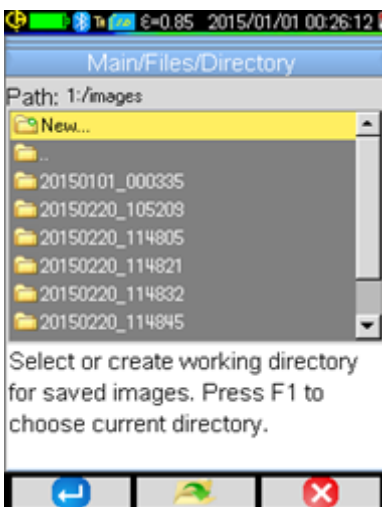 ε=0.85 2015/01/01 00:26:12
Main/Files/Directory
Path: 1:/images
New...
..
20150101_000335
20150220_105209
20150220_114805
20150220_114821
20150220_114832
20150220_114845
Select or create working directory
for saved images. Press F1 to
choose current directory.